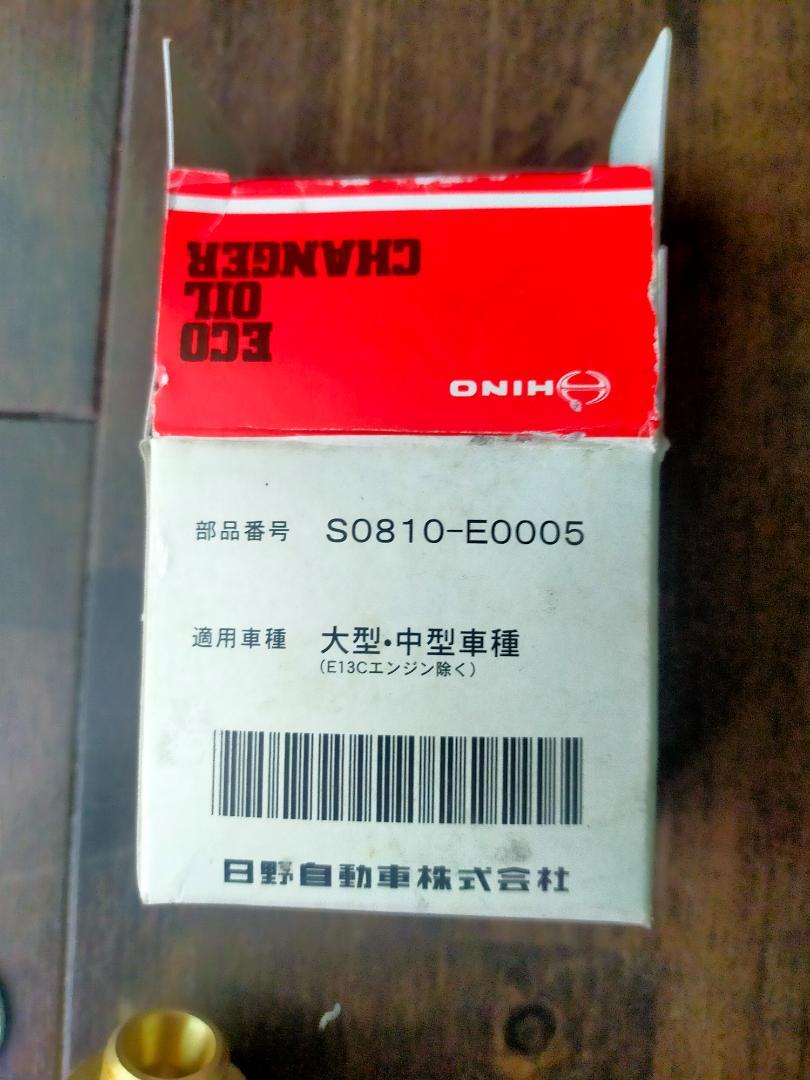 ECO
OIL
CHANGER
HINO
部品番号 S0810-E0005
適用車種 大型・中型車種
(E13Cエンジン除く)
日野自動車株式会社